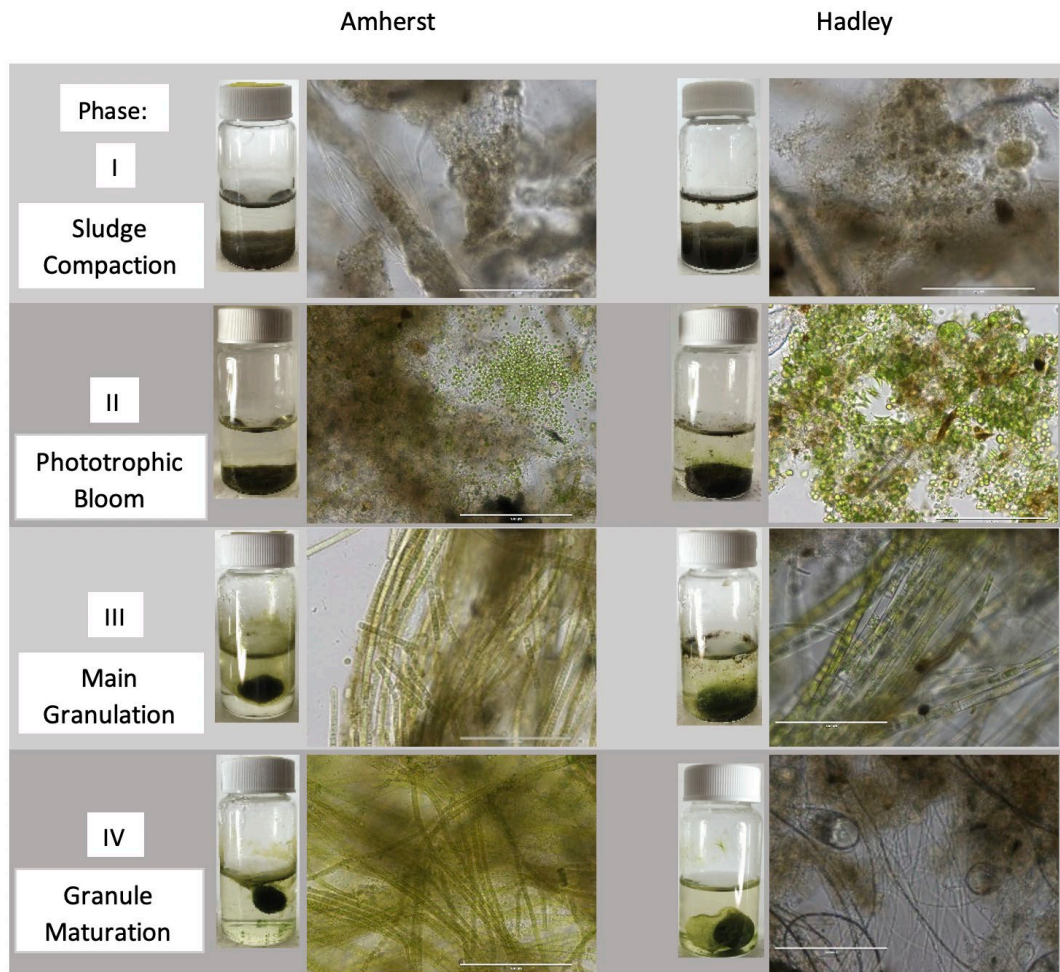 Amherst
Hadley
Phase:
I
Sludge
Compaction
II
Phototrophic
Bloom
III
Main
Granulation
IV
Granule
Maturation